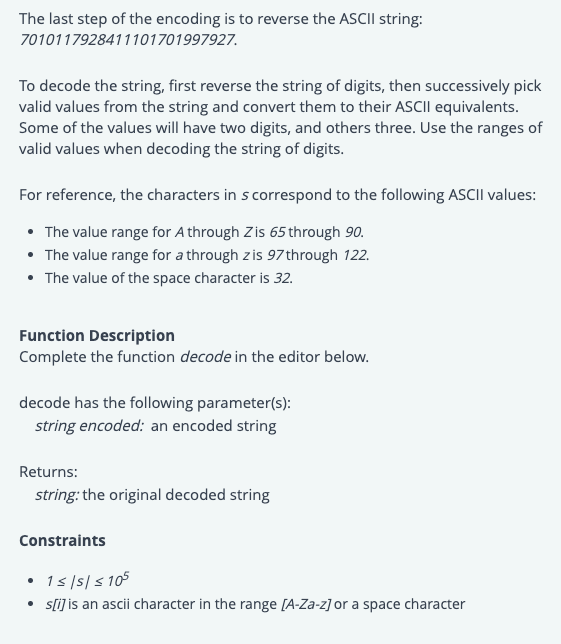 The last step of the encoding is to reverse the ASCII string:
7010117928411101701997927.
To decode the string, first reverse the string of digits, then successively pick
valid values from the string and convert them to their ASCII equivalents.
Some of the values will have two digits, and others three. Use the ranges of
valid values when decoding the string of digits.
For reference, the characters in s correspond to the following ASCII values:
• The value range for A through Z is 65 through 90.
• The value range for a through z is 97 through 122.
• The value of the space character is 32.
Function Description
Complete the function decode in the editor below.
decode has the following parameter(s):
string encoded: an encoded string
Returns:
string: the original decoded string
Constraints
• 1 ≤ |s| ≤ 10⁵
• s[i] is an ascii character in the range [A-Za-z] or a space character